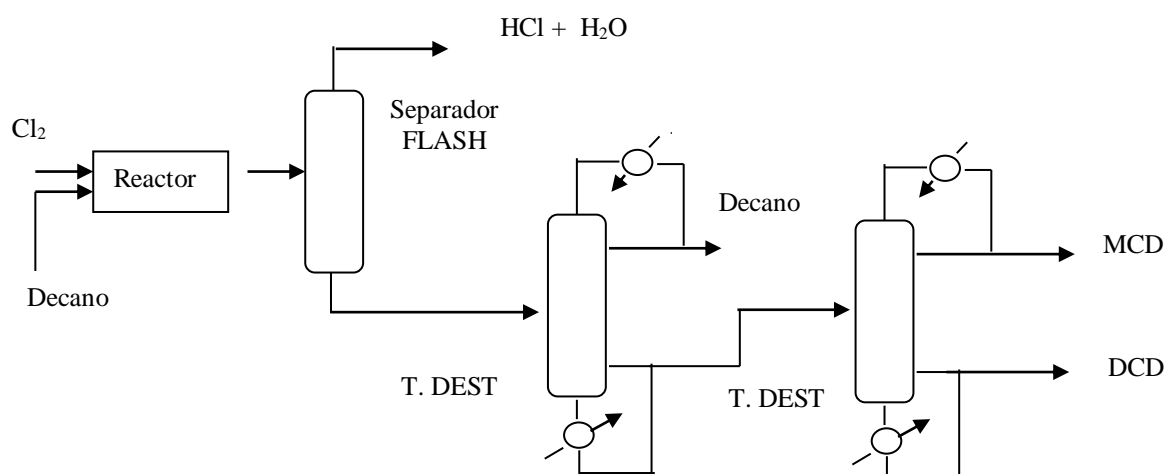 HCl + H₂O
Separador
FLASH
Cl₂
Reactor
Decano
Decano
MCD
T. DEST
T. DEST
DCD